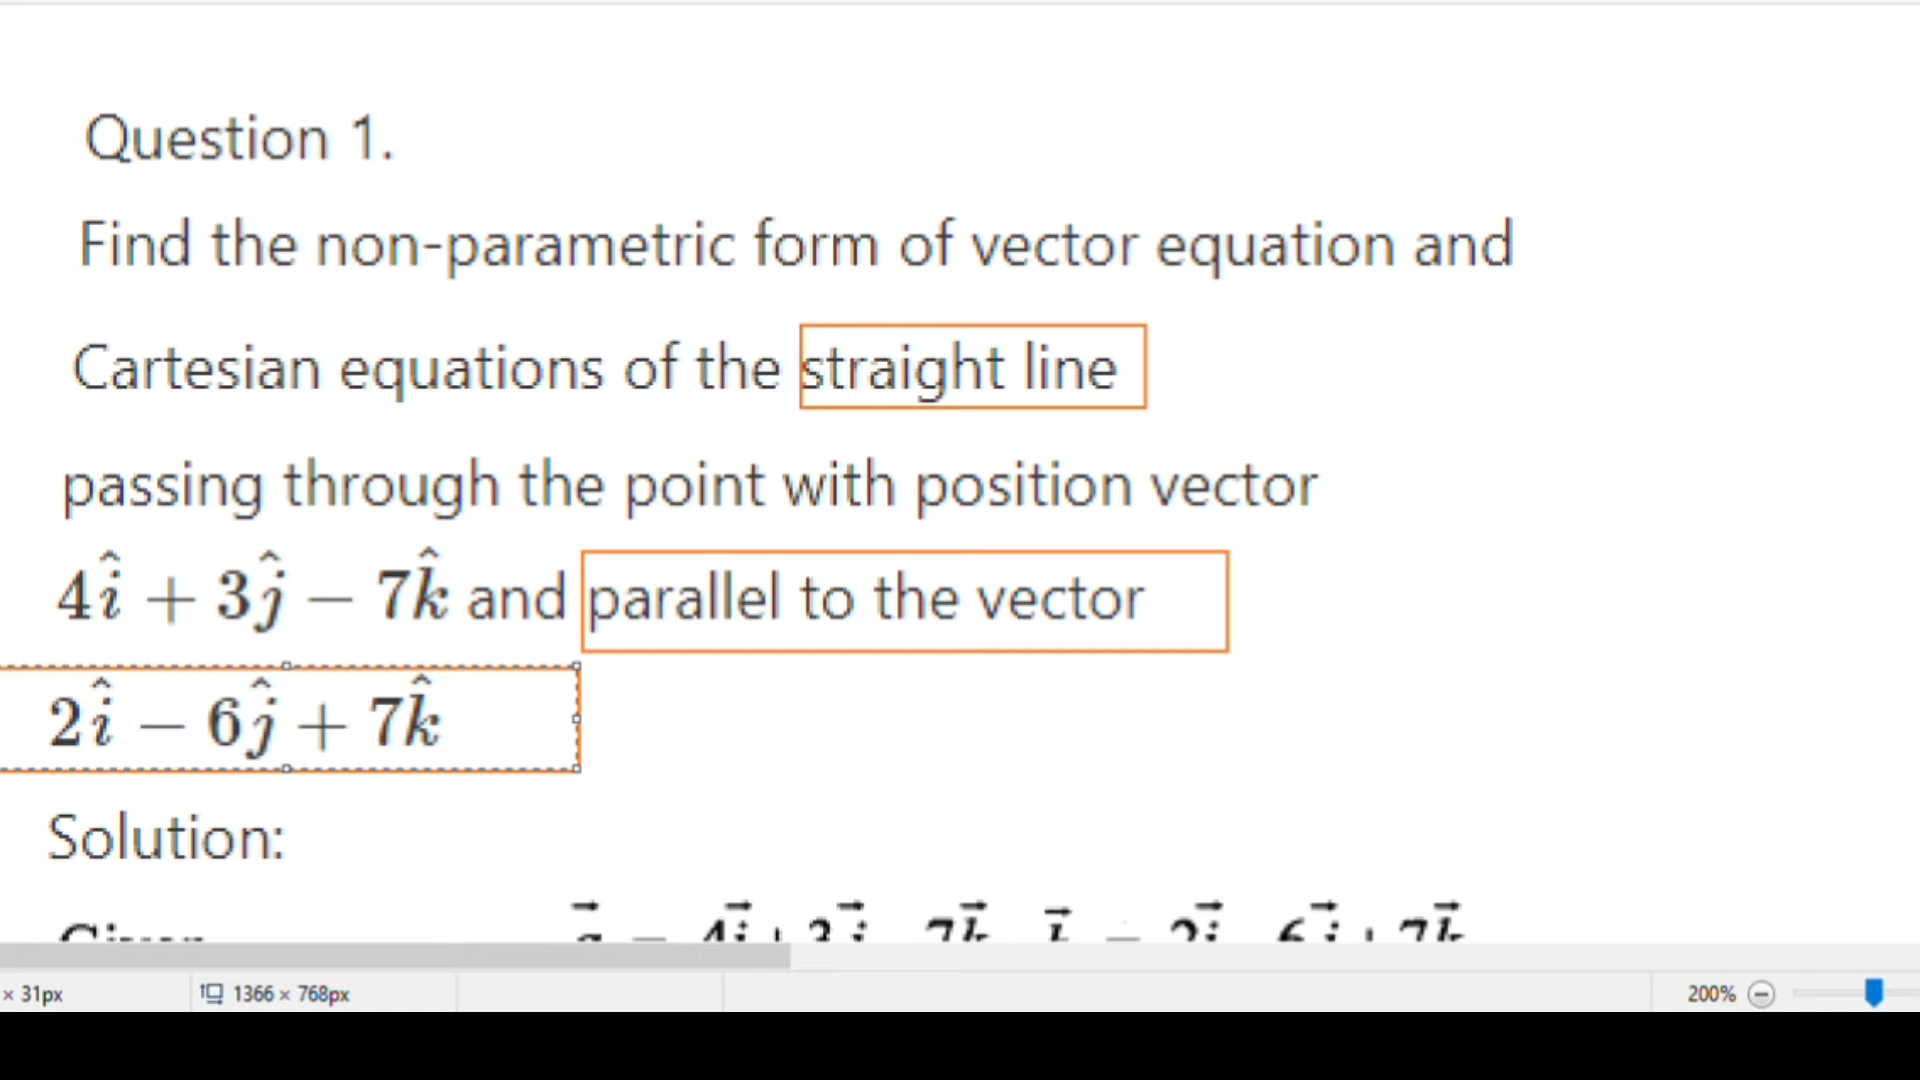 Question 1.
Find the non-parametric form of vector equation and
Cartesian equations of the straight line
passing through the point with position vector
4î + 3ĵ − 7k̂ and parallel to the vector
2î − 6ĵ + 7k̂
Solution:
× 31px 1366 × 768px 200%